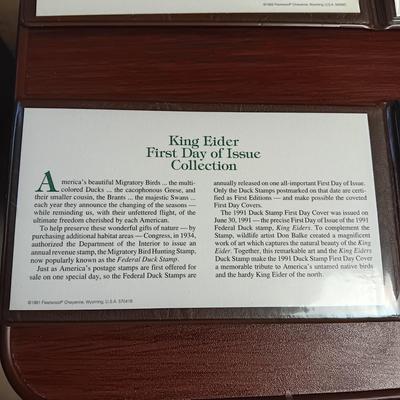 ©1992 Fleetwood® Cheyenne, Wyoming, U.S.A.
King Eider
First Day of Issue
Collection
America's beautiful Migratory Birds ... the multi-
colored Ducks ... the cacophonous Geese, and
their smaller cousin, the Brants ... the majestic Swans ...
each year they announce the changing of the seasons —
while reminding us, with their unfettered flight, of the
ultimate freedom cherished by each American.
To help preserve these wonderful gifts of nature — by
purchasing additional habitat areas — Congress, in 1934,
authorized the Department of the Interior to issue an
annual revenue stamp, the Migratory Bird Hunting Stamp,
now popularly known as the Federal Duck Stamp.
Just as America's postage stamps are first offered for
sale on one special day, so the Federal Duck Stamps are
annually released on one all-important First Day of Issue.
Only the Duck Stamps postmarked on that date are certi-
fied as First Editions — and make possible the coveted
First Day Covers.
The 1991 Duck Stamp First Day Cover was issued on
June 30, 1991 — the precise First Day of Issue of the 1991
Federal Duck stamp, King Eiders. To complement the
Stamp, wildlife artist Don Balke created a magnificent
work of art which captures the natural beauty of the King
Eider. Together, this remarkable art and the King Eiders
Duck Stamp make the 1991 Duck Stamp First Day Cover
a memorable tribute to America's untamed native birds
and the hardy King Eider of the north.
©1991 Fleetwood® Cheyenne, Wyoming, U.S.A. 570418